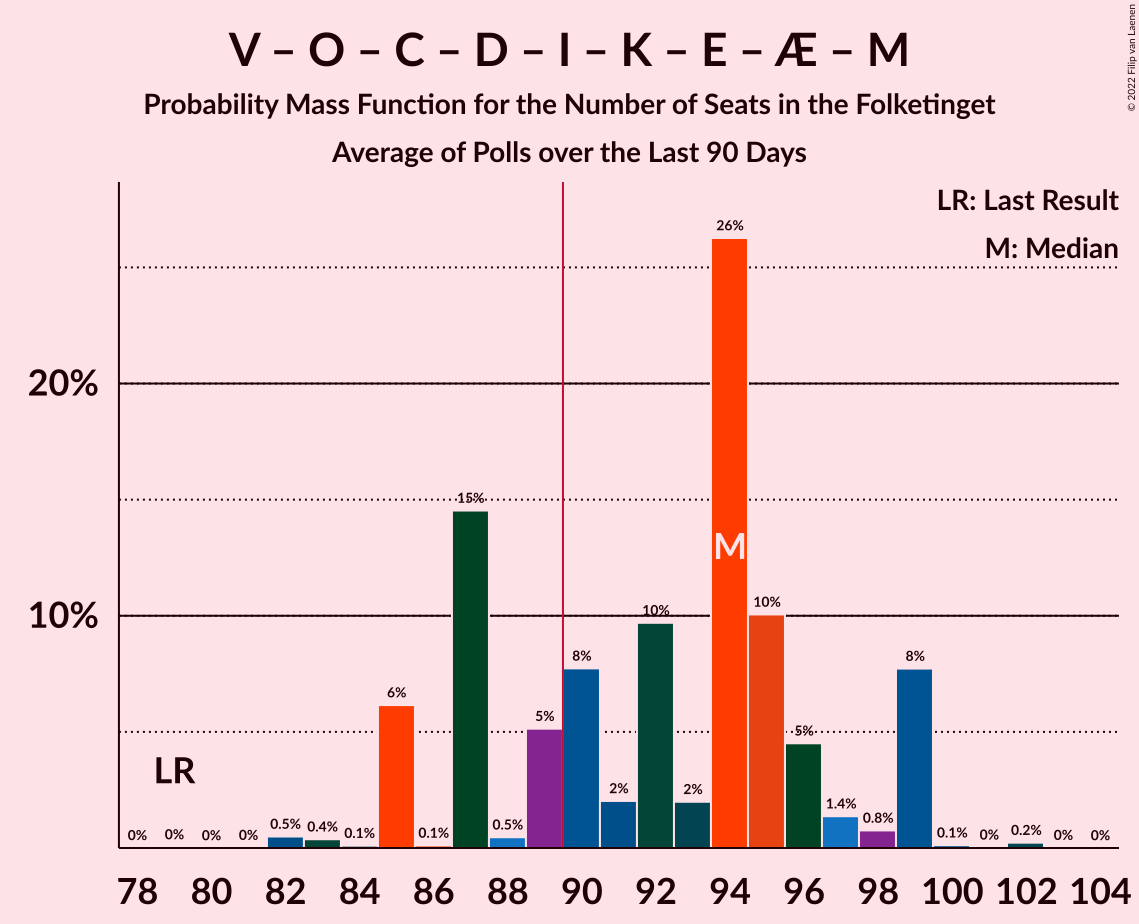 V – O – C – D – I – K – E – Æ – M
Probability Mass Function for the Number of Seats in the Folketinget
Average of Polls over the Last 90 Days
© 2022 Filip van Laenen
LR: Last Result
M: Median
20%
10%
LR
M
0% 0% 0% 0% 0.5% 0.4% 0.1% 6% 0.1% 15% 0.5% 5% 8% 2% 10% 2% 26% 10% 5% 1.4% 0.8% 8% 0.1% 0% 0.2% 0% 0%
78 80 82 84 86 88 90 92 94 96 98 100 102 104